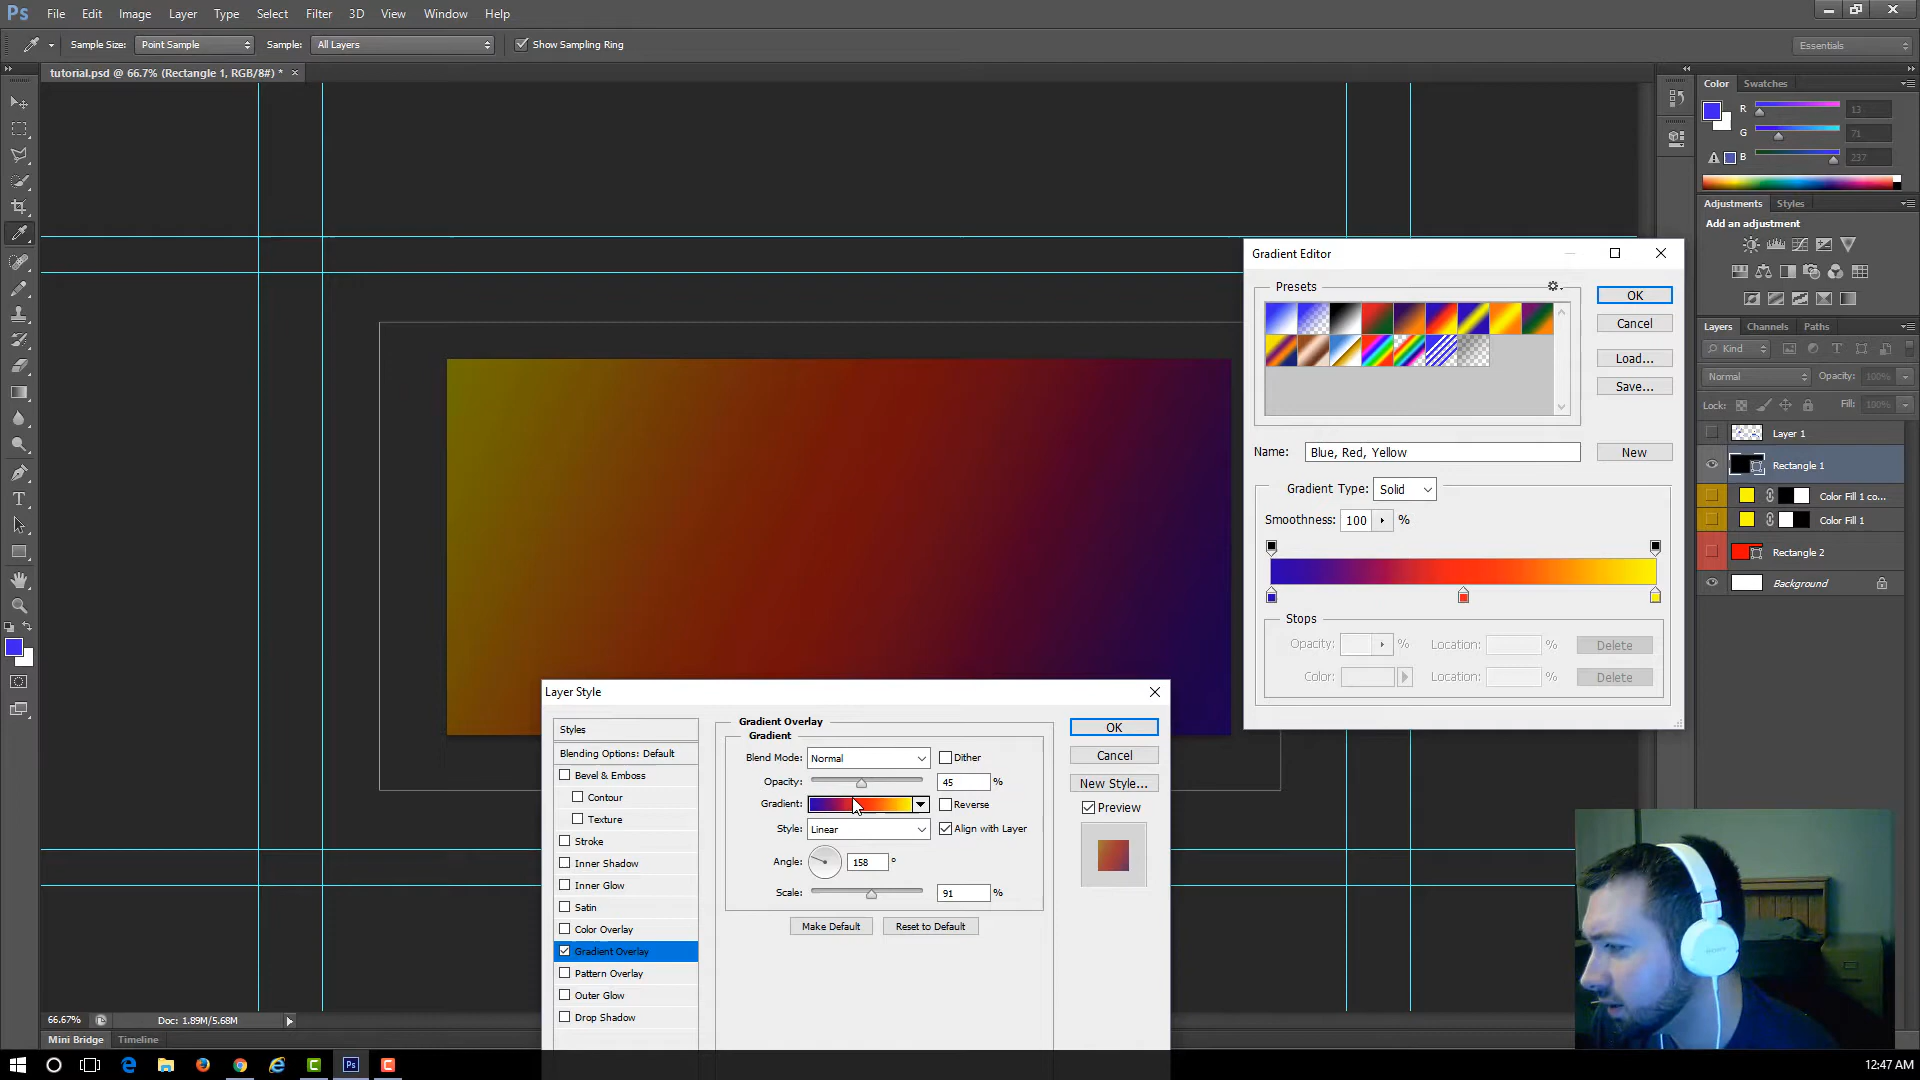 Ps File Edit Image Layer Type Select Filter 3D View Window Help
Sample Size: Point Sample Sample: All Layers Show Sampling Ring Essentials
tutorial.psd @ 66.7% (Rectangle 1, RGB/8#) * ×
Color Swatches
R 13
G 71
B 237
Adjustments Styles
Add an adjustment
Layers Channels Paths
Kind
Normal Opacity: 100%
Lock: Fill: 100%
Layer 1
Rectangle 1
Color Fill 1 co...
Color Fill 1
Rectangle 2
Background
Gradient Editor
Presets
OK
Cancel
Load...
Save...
Name: Blue, Red, Yellow New
Gradient Type: Solid
Smoothness: 100 %
Stops
Opacity: % Location: % Delete
Color: Location: % Delete
Layer Style
Styles
Blending Options: Default
Bevel & Emboss
Contour
Texture
Stroke
Inner Shadow
Inner Glow
Satin
Color Overlay
Gradient Overlay
Pattern Overlay
Outer Glow
Drop Shadow
Gradient Overlay
Gradient
Blend Mode: Normal Dither
Opacity: 45 %
Gradient: Reverse
Style: Linear Align with Layer
Angle: 158 °
Scale: 91 %
Make Default Reset to Default
OK
Cancel
New Style...
Preview
SONY
66.67% Doc: 1.89M/5.68M
Mini Bridge Timeline
Ps
12:47 AM